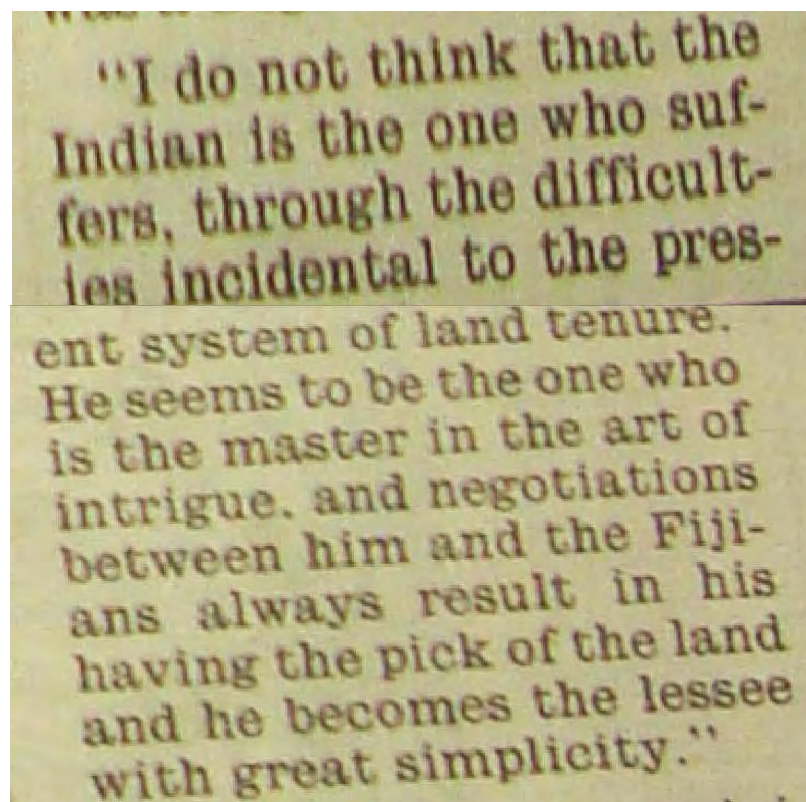 "I do not think that the
Indian is the one who suf-
fers, through the difficult-
ies incidental to the pres-
ent system of land tenure.
He seems to be the one who
is the master in the art of
intrigue, and negotiations
between him and the Fiji-
ans always result in his
having the pick of the land
and he becomes the lessee
with great simplicity."